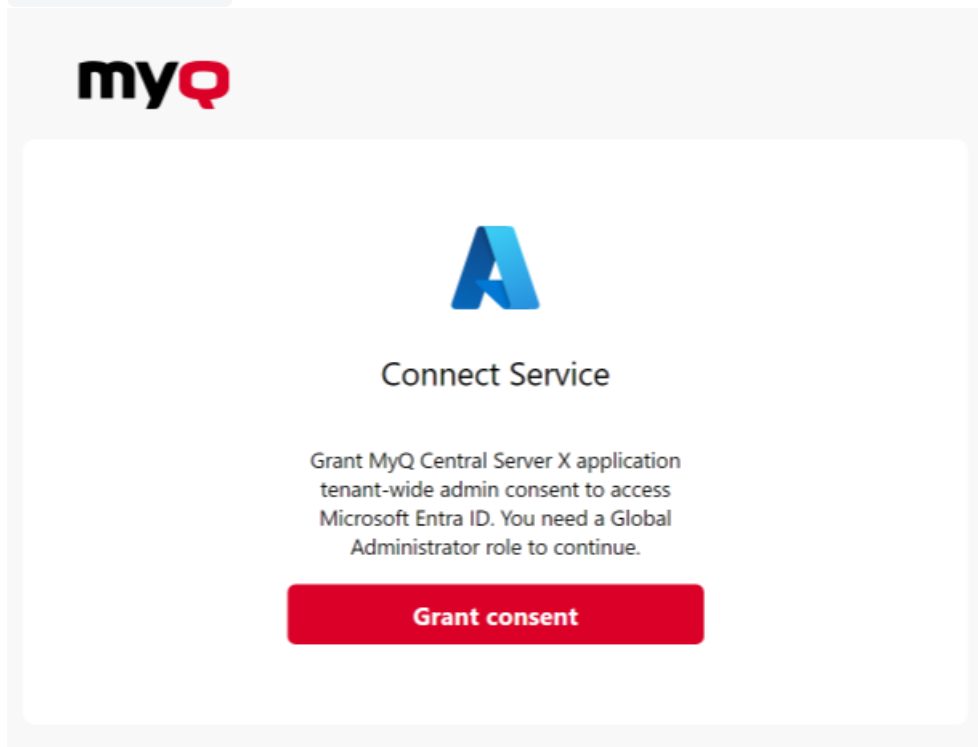 myQ
Connect Service
Grant MyQ Central Server X application
tenant-wide admin consent to access
Microsoft Entra ID. You need a Global
Administrator role to continue.
Grant consent